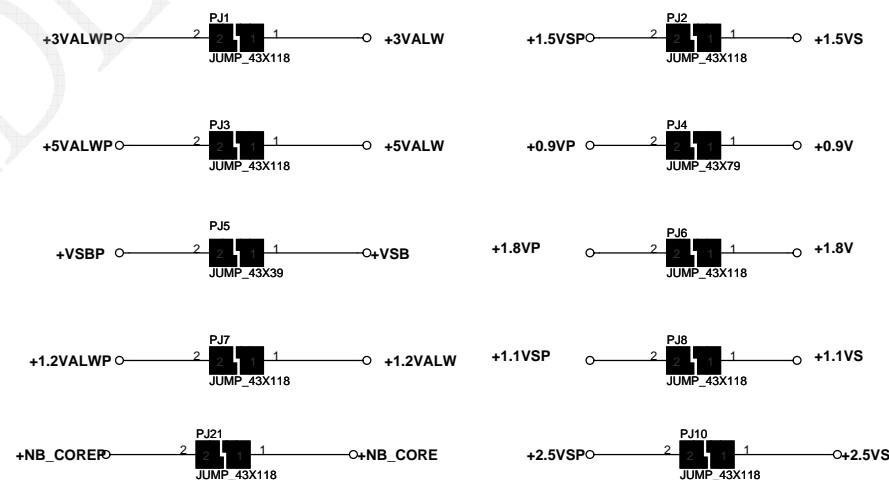 PJ1
+3VALWP 2 2 1 1 +3VALW
JUMP_43X118
PJ2
+1.5VSP 2 2 1 1 +1.5VS
JUMP_43X118
PJ3
+5VALWP 2 2 1 1 +5VALW
JUMP_43X118
PJ4
+0.9VP 2 2 1 1 +0.9V
JUMP_43X79
PJ5
+VSBP 2 2 1 1 +VSB
JUMP_43X39
PJ6
+1.8VP 2 2 1 1 +1.8V
JUMP_43X118
PJ7
+1.2VALWP 2 2 1 1 +1.2VALW
JUMP_43X118
PJ8
+1.1VSP 2 2 1 1 +1.1VS
JUMP_43X118
PJ21
+NB_COREP 2 2 1 1 +NB_CORE
JUMP_43X118
PJ10
+2.5VSP 2 2 1 1 +2.5VS
JUMP_43X118